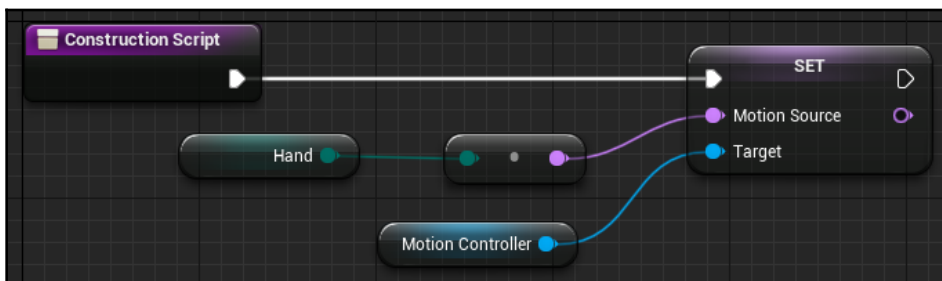 Construction Script
SET
Motion Source
Hand
Target
Motion Controller